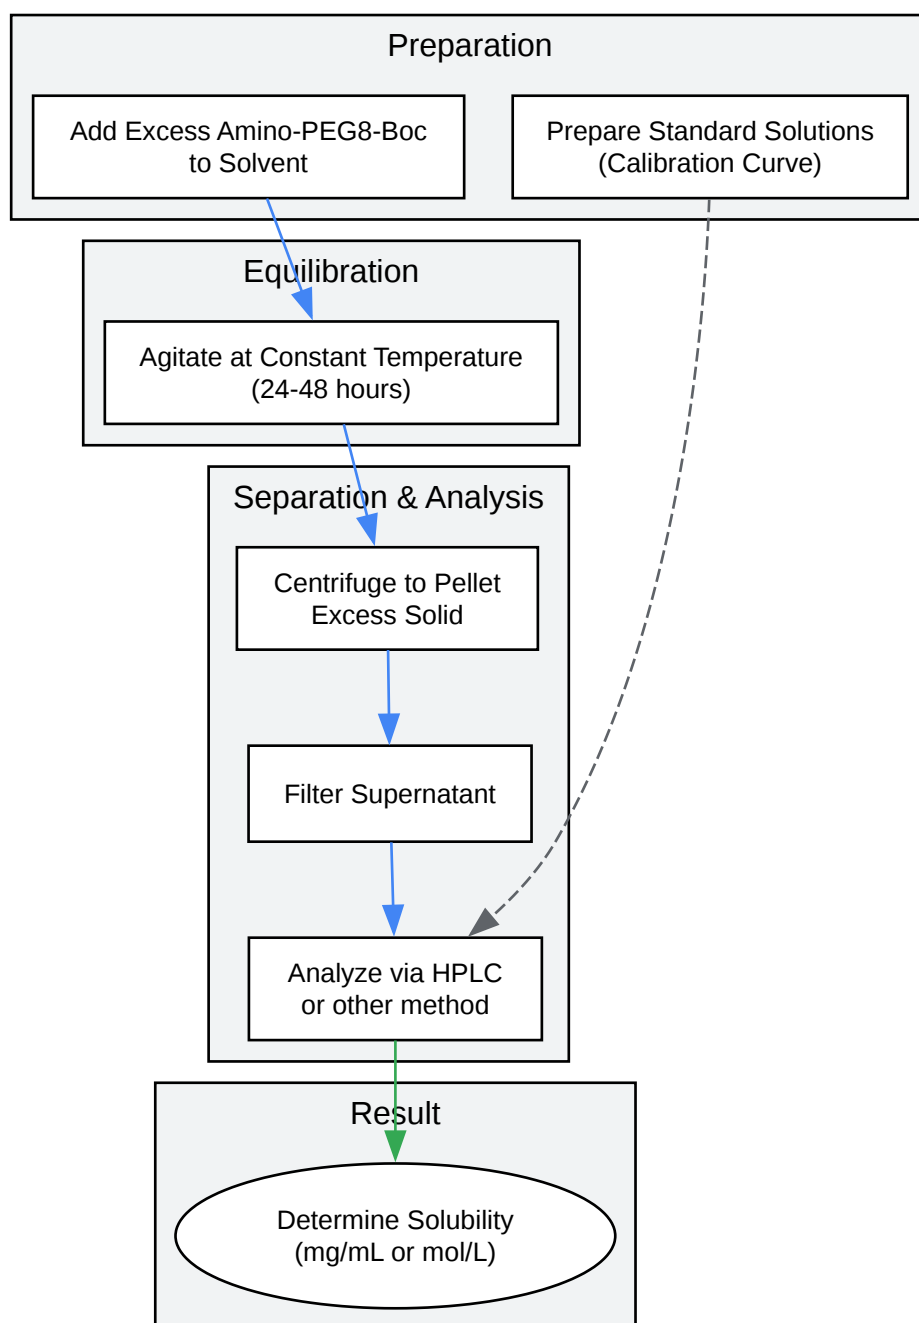 Preparation
Add Excess Amino-PEG8-Boc
to Solvent
Prepare Standard Solutions
(Calibration Curve)
Equilibration
Agitate at Constant Temperature
(24-48 hours)
Separation & Analysis
Centrifuge to Pellet
Excess Solid
Filter Supernatant
Analyze via HPLC
or other method
Result
Determine Solubility
(mg/mL or mol/L)